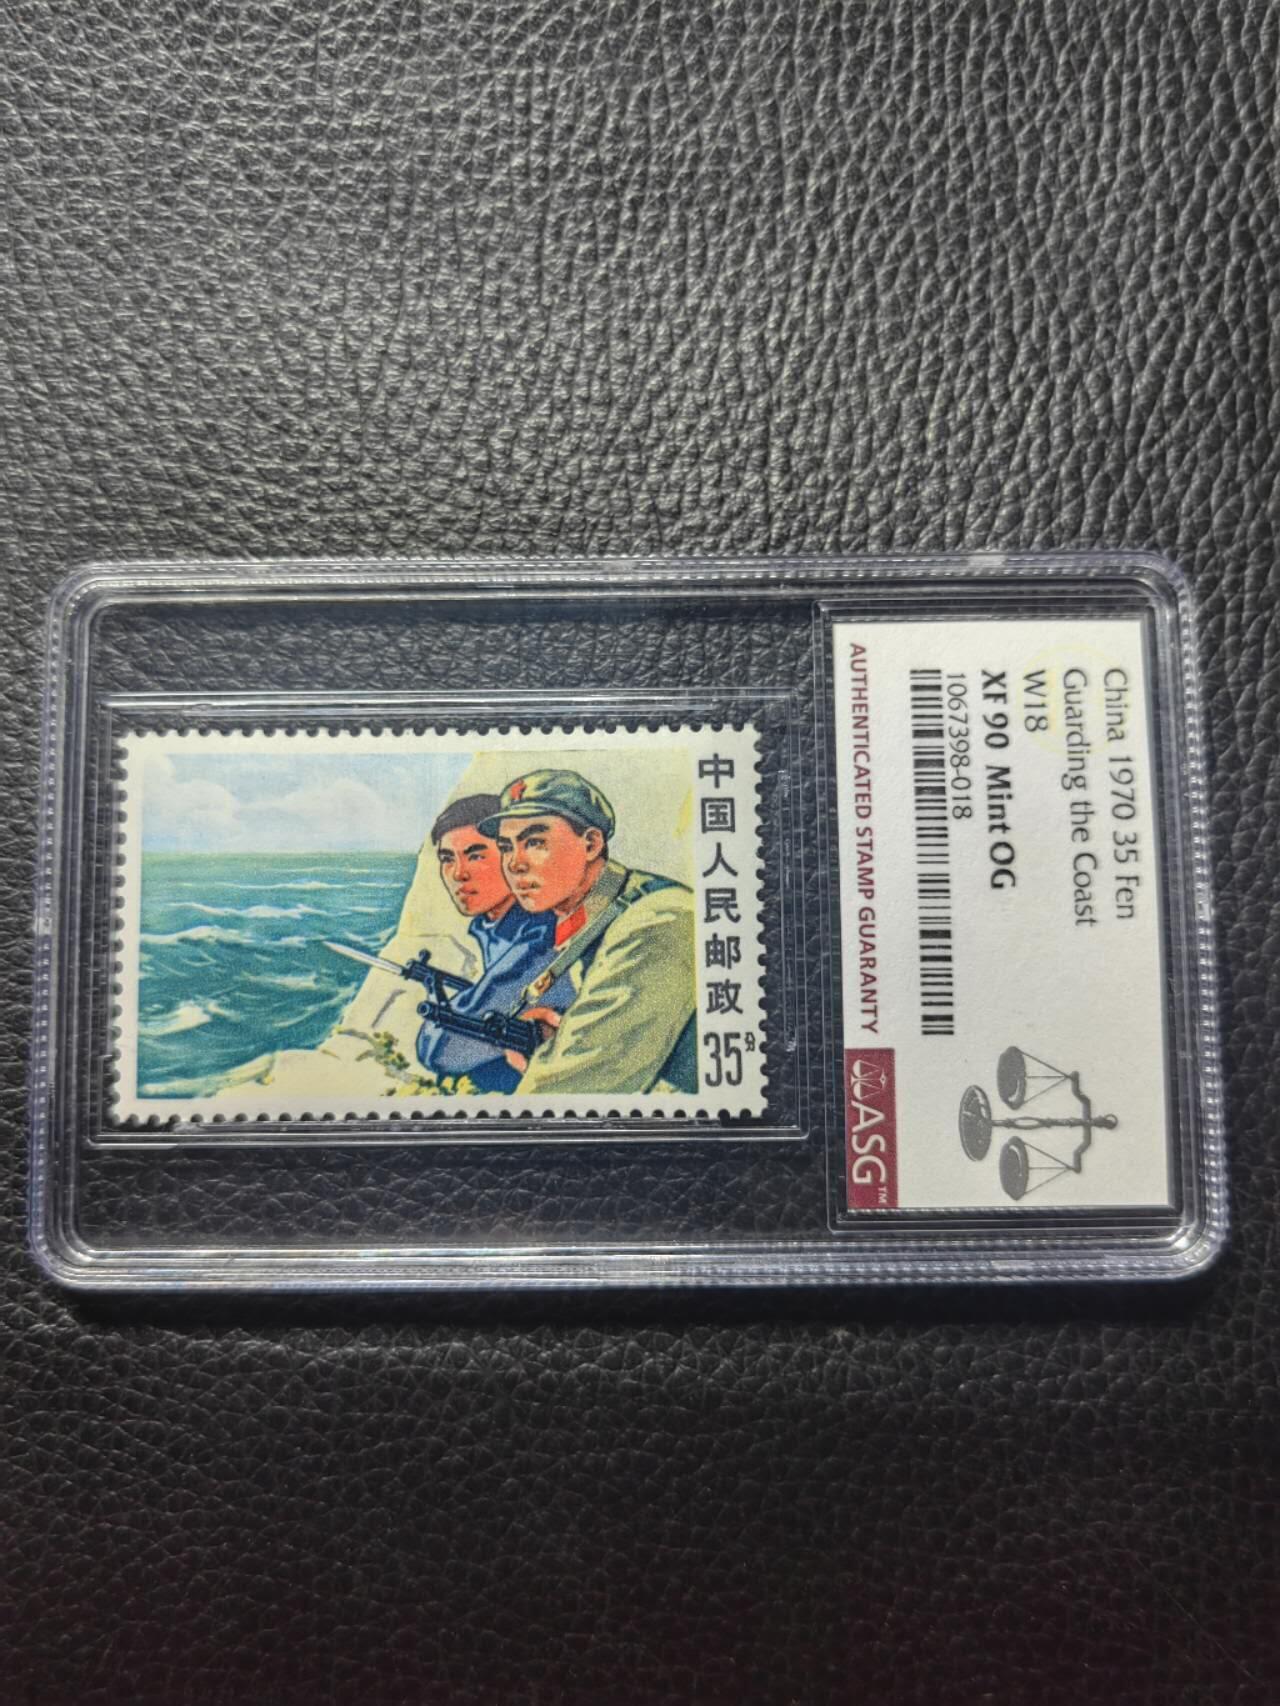 中国人民邮政
35分
China 1970 35 Fen
Guarding the Coast
W18
XF 90 Mint OG
1067398-018
AUTHENTICATED STAMP GUARANTY
ASG™